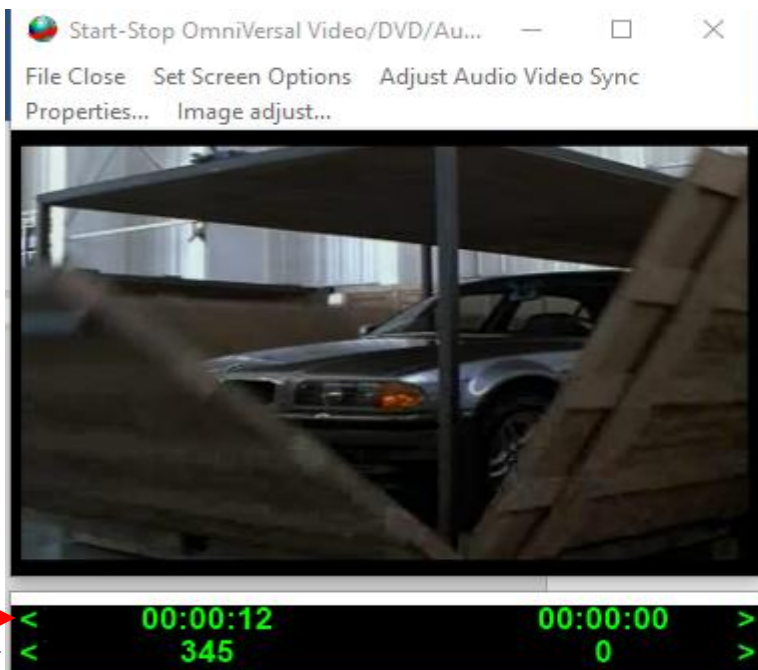 Start-Stop OmniVersal Video/DVD/Au...
File Close Set Screen Options Adjust Audio Video Sync
Properties... Image adjust...
< 00:00:12 00:00:00 >
< 345 0 >